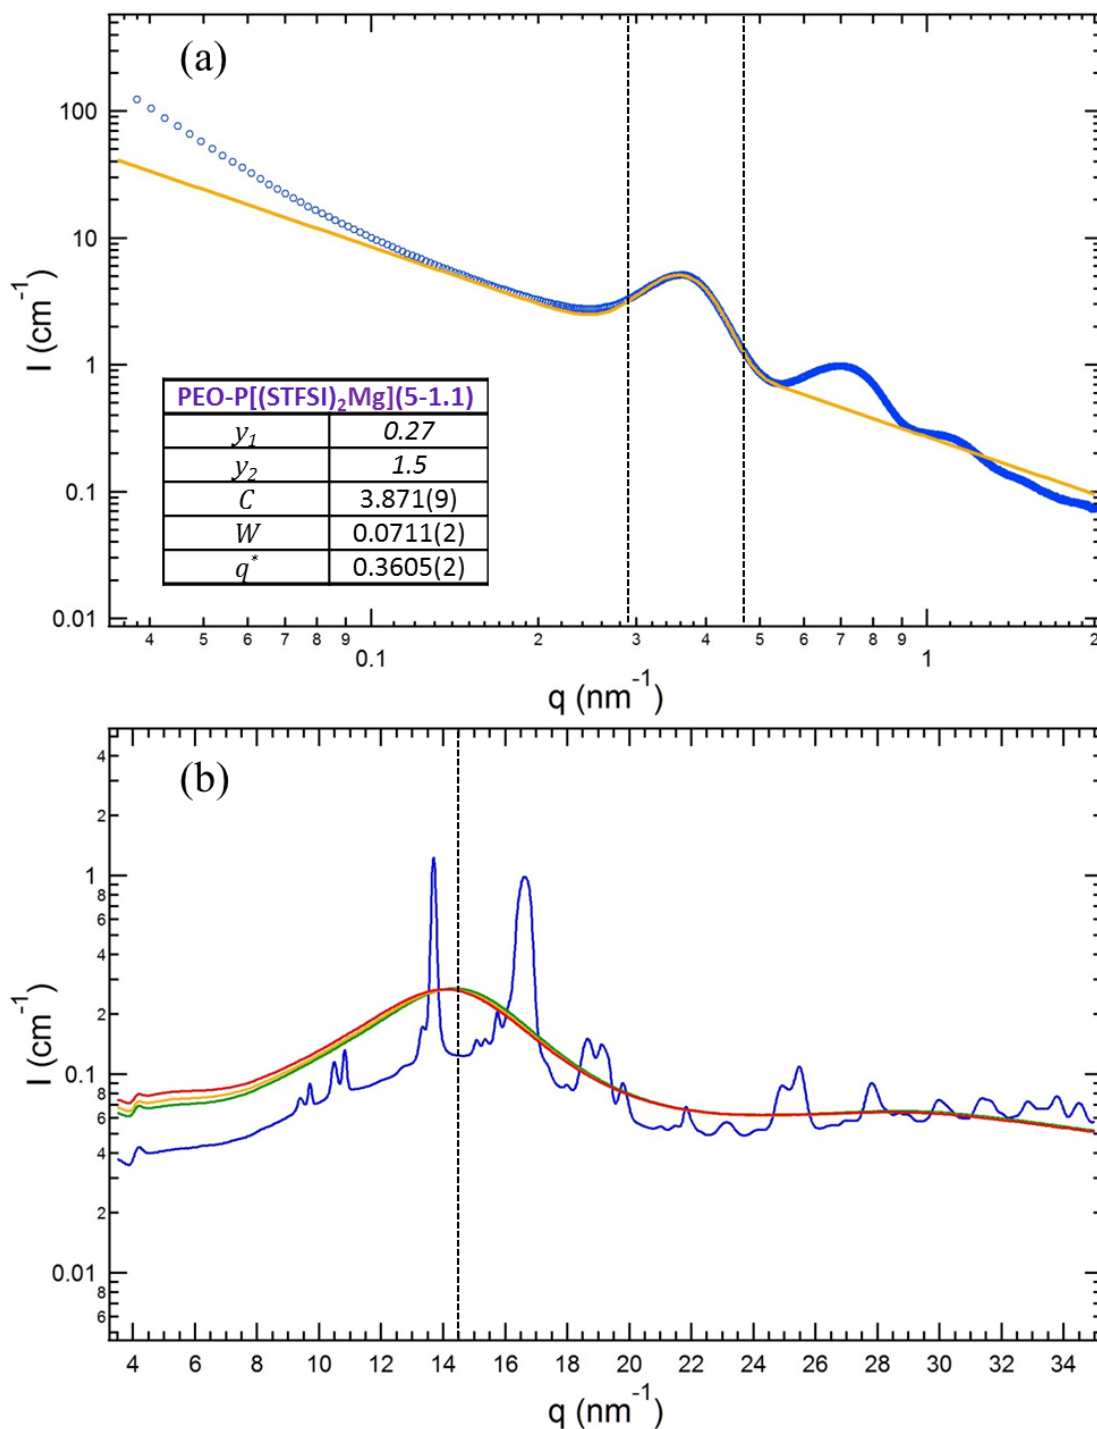 (a)
I (cm⁻¹)
100
10
1
0.1
0.01
PEO-P[(STFSI)₂Mg](5-1.1)
y₁ 0.27
y₂ 1.5
C 3.871(9)
W 0.0711(2)
q* 0.3605(2)
4 5 6 7 8 9 2 3 4 5 6 7 8 9 2
0.1 1
q (nm⁻¹)
(b)
I (cm⁻¹)
4
2
1
8
6
4
2
0.1
8
6
4
2
0.01
8
6
4 6 8 10 12 14 16 18 20 22 24 26 28 30 32 34
q (nm⁻¹)